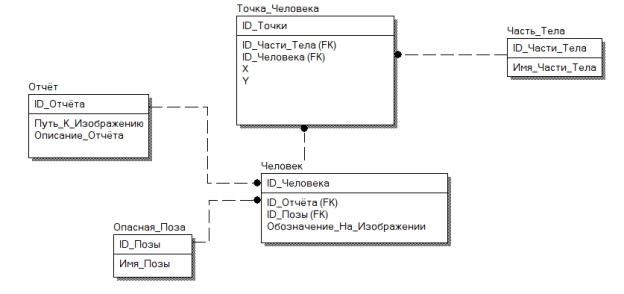 Точка_Человека
ID_Точки
ID_Части_Тела (FK)
ID_Человека (FK)
X
Y
Часть_Тела
ID_Части_Тела
Имя_Части_Тела
Отчёт
ID_Отчёта
Путь_К_Изображению
Описание_Отчёта
Человек
ID_Человека
ID_Отчёта (FK)
ID_Позы (FK)
Обозначение_На_Изображении
Опасная_Поза
ID_Позы
Имя_Позы